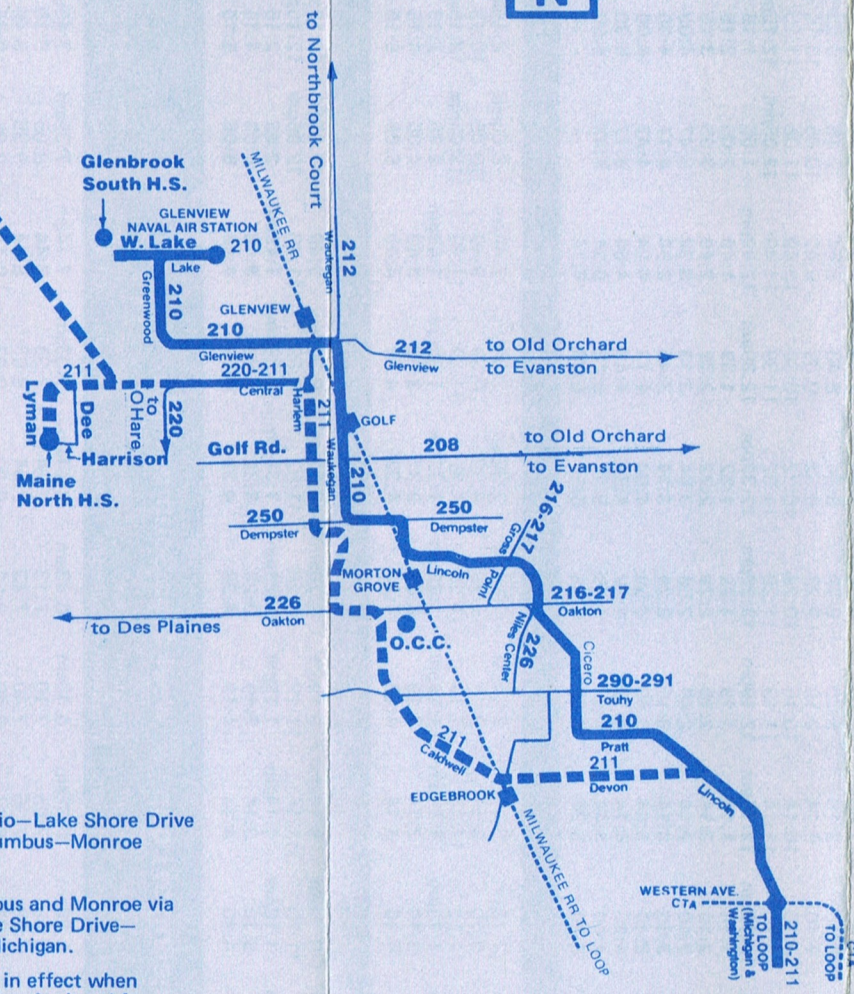 N
to Northbrook Court
Glenbrook
South H.S.
MILWAUKEE RR
GLENVIEW
NAVAL AIR STATION
W. Lake
210
Lake
Waukegan
212
Greenwood
210
GLENVIEW
210
Glenview
212
Glenview
to Old Orchard
to Evanston
211
220-211
Central
Harlem
211
Lyman
Dee
to
O'Hare
220
Harrison
GOLF
Golf Rd.
208
to Old Orchard
to Evanston
Waukegan
210
Maine
North H.S.
250
Dempster
250
Dempster
216-217
Gross
Point
Lincoln
MORTON
GROVE
216-217
Oakton
226
Oakton
to Des Plaines
O.C.C.
Niles Center
226
Cicero
290-291
Touhy
210
Pratt
211
Caldwell
211
Devon
EDGEBROOK
Lincoln
MILWAUKEE RR TO LOOP
io—Lake Shore Drive
umbus—Monroe
WESTERN AVE.
CTA
TO LOOP
(Michigan &
Washington)
210-211
TO LOOP
CTA
ous and Monroe via
e Shore Drive—
Michigan.
in effect when